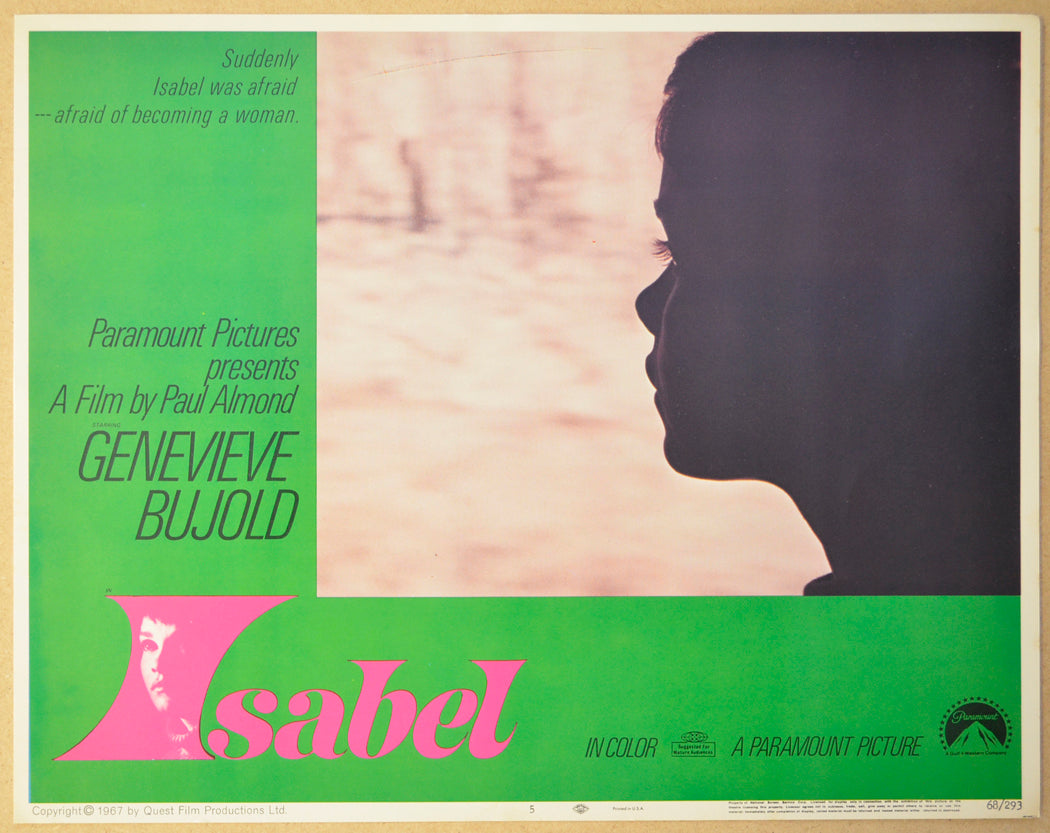 Suddenly
Isabel was afraid
---afraid of becoming a woman.
Paramount Pictures
presents
A Film by Paul Almond
STARRING
GENEVIEVE
BUJOLD
IN
Isabel
IN COLOR
Suggested for
Mature Audiences
A PARAMOUNT PICTURE
Paramount
A Gulf+Western Company
Copyright © 1967 by Quest Film Productions Ltd.
5
Printed in U.S.A.
68/293